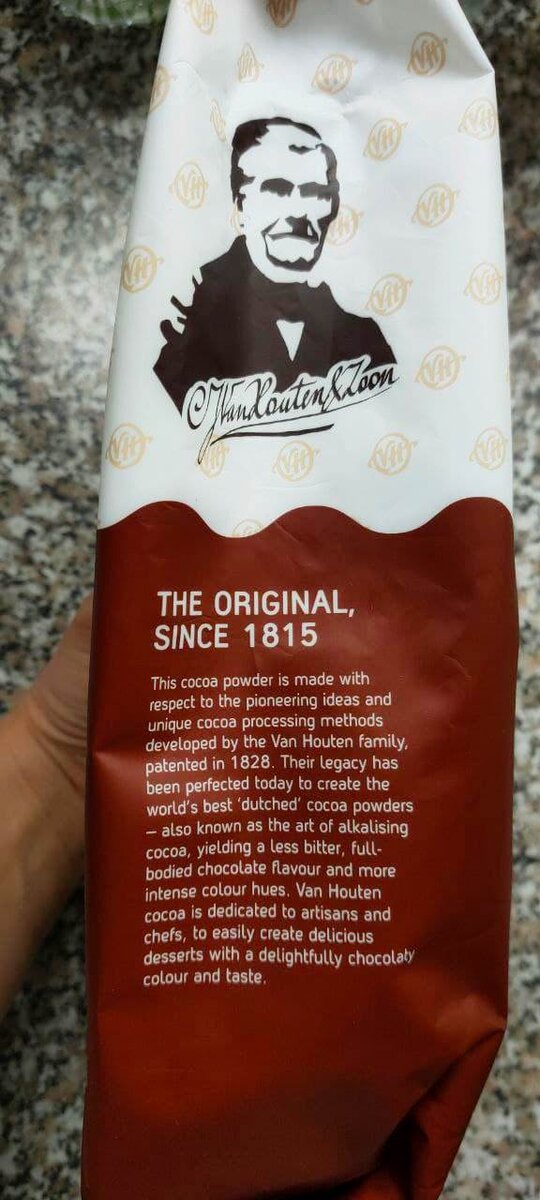 VH
C.J. Van Houten & Zoon
THE ORIGINAL,
SINCE 1815
This cocoa powder is made with
respect to the pioneering ideas and
unique cocoa processing methods
developed by the Van Houten family,
patented in 1828. Their legacy has
been perfected today to create the
world's best 'dutched' cocoa powders
– also known as the art of alkalising
cocoa, yielding a less bitter, full-
bodied chocolate flavour and more
intense colour hues. Van Houten
cocoa is dedicated to artisans and
chefs, to easily create delicious
desserts with a delightfully chocolaty
colour and taste.